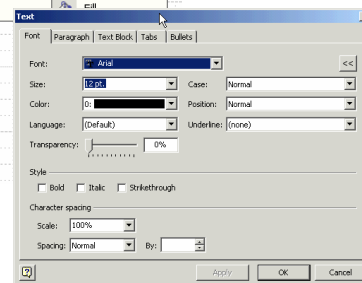 Fill
Text
Font Paragraph Text Block Tabs Bullets
Font: Arial <<
Size: 12 pt. Case: Normal
Color: 0: Position: Normal
Language: (Default) Underline: (none)
Transparency: 0%
Style
Bold Italic Strikethrough
Character spacing
Scale: 100%
Spacing: Normal By:
Apply OK Cancel